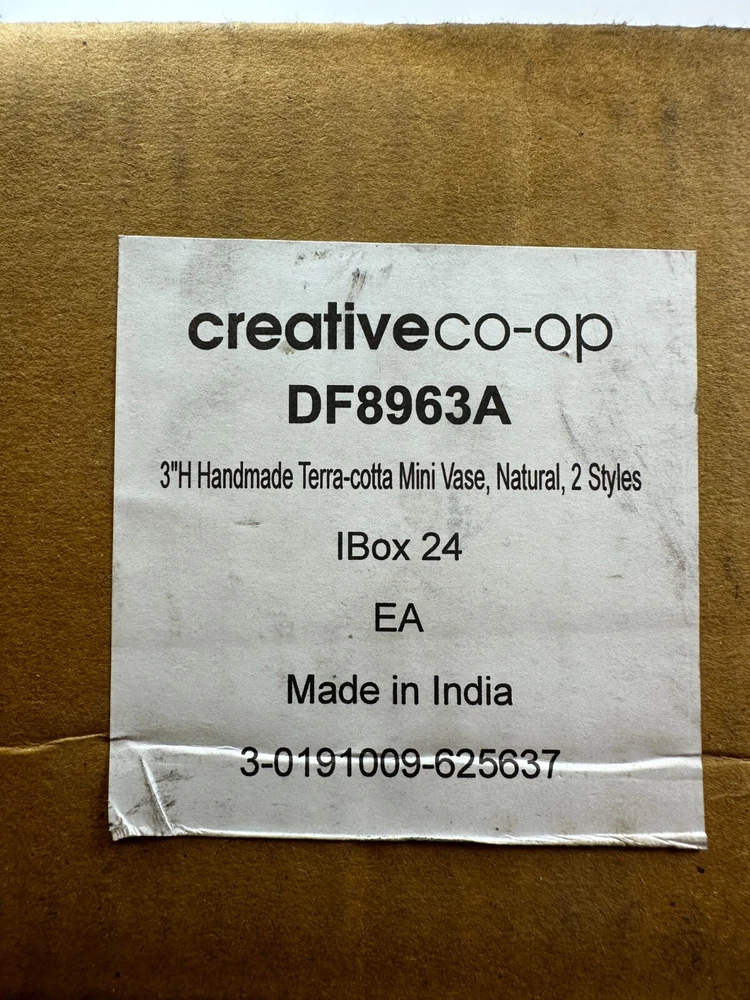 creativeco-op
DF8963A
3"H Handmade Terra-cotta Mini Vase, Natural, 2 Styles
IBox 24
EA
Made in India
3-0191009-625637